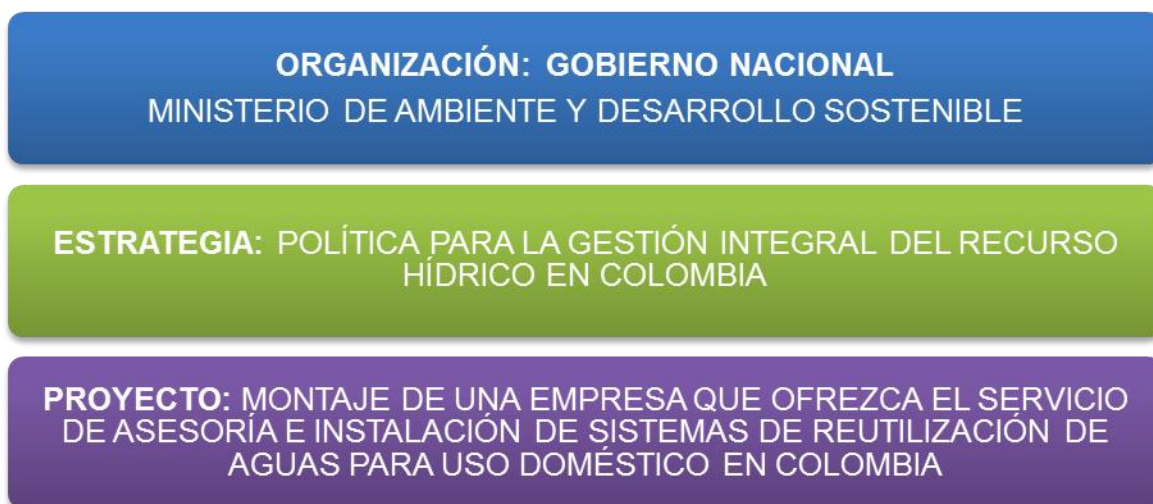 ORGANIZACIÓN: GOBIERNO NACIONAL
MINISTERIO DE AMBIENTE Y DESARROLLO SOSTENIBLE
ESTRATEGIA: POLÍTICA PARA LA GESTIÓN INTEGRAL DEL RECURSO
HÍDRICO EN COLOMBIA
PROYECTO: MONTAJE DE UNA EMPRESA QUE OFREZCA EL SERVICIO
DE ASESORÍA E INSTALACIÓN DE SISTEMAS DE REUTILIZACIÓN DE
AGUAS PARA USO DOMÉSTICO EN COLOMBIA